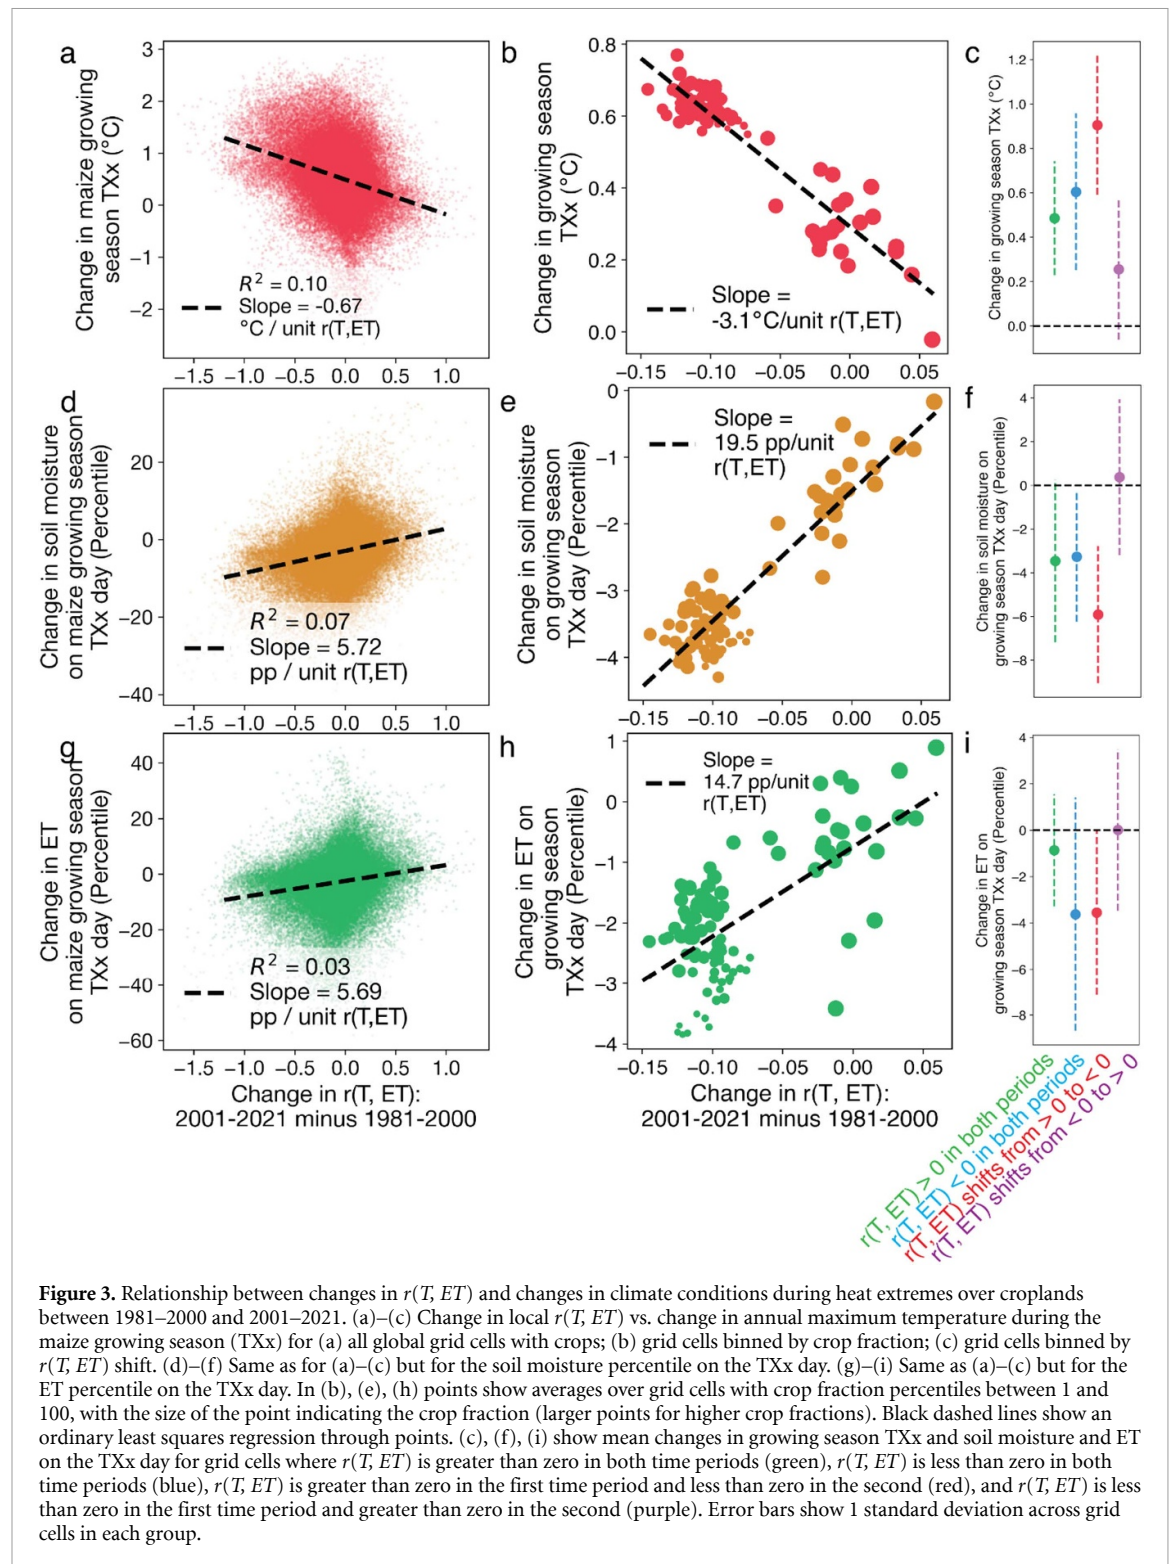 a
Change in maize growing
season TXx (°C)
3
2
1
0
−1
−2
R² = 0.10
Slope = -0.67
°C / unit r(T,ET)
−1.5 −1.0 −0.5 0.0 0.5 1.0
b
Change in growing season
TXx (°C)
0.8
0.6
0.4
0.2
0.0
Slope =
-3.1°C/unit r(T,ET)
−0.15 −0.10 −0.05 0.00 0.05
c
Change in growing season TXx (°C)
1.2
1.0
0.8
0.6
0.4
0.2
0.0
d
Change in soil moisture
on maize growing season
TXx day (Percentile)
20
0
−20
−40
R² = 0.07
Slope = 5.72
pp / unit r(T,ET)
−1.5 −1.0 −0.5 0.0 0.5 1.0
e
Change in soil moisture
on growing season
TXx day (Percentile)
0
−1
−2
−3
−4
Slope =
19.5 pp/unit
r(T,ET)
−0.15 −0.10 −0.05 0.00 0.05
f
Change in soil moisture on
growing season TXx day (Percentile)
4
2
0
−2
−4
−6
−8
g
Change in ET
on maize growing season
TXx day (Percentile)
40
20
0
−20
−40
−60
R² = 0.03
Slope = 5.69
pp / unit r(T,ET)
−1.5 −1.0 −0.5 0.0 0.5 1.0
Change in r(T, ET):
2001-2021 minus 1981-2000
h
Change in ET on
growing season
TXx day (Percentile)
1
0
−1
−2
−3
−4
Slope =
14.7 pp/unit
r(T,ET)
−0.15 −0.10 −0.05 0.00 0.05
Change in r(T, ET):
2001-2021 minus 1981-2000
i
Change in ET on
growing season TXx day (Percentile)
4
2
0
−2
−4
−6
−8
r(T, ET) > 0 in both periods
r(T, ET) < 0 in both periods
r(T, ET) shifts from > 0 to < 0
r(T, ET) shifts from < 0 to > 0
Figure 3. Relationship between changes in r(T, ET) and changes in climate conditions during heat extremes over croplands
between 1981–2000 and 2001–2021. (a)–(c) Change in local r(T, ET) vs. change in annual maximum temperature during the
maize growing season (TXx) for (a) all global grid cells with crops; (b) grid cells binned by crop fraction; (c) grid cells binned by
r(T, ET) shift. (d)–(f) Same as for (a)–(c) but for the soil moisture percentile on the TXx day. (g)–(i) Same as (a)–(c) but for the
ET percentile on the TXx day. In (b), (e), (h) points show averages over grid cells with crop fraction percentiles between 1 and
100, with the size of the point indicating the crop fraction (larger points for higher crop fractions). Black dashed lines show an
ordinary least squares regression through points. (c), (f), (i) show mean changes in growing season TXx and soil moisture and ET
on the TXx day for grid cells where r(T, ET) is greater than zero in both time periods (green), r(T, ET) is less than zero in both
time periods (blue), r(T, ET) is greater than zero in the first time period and less than zero in the second (red), and r(T, ET) is less
than zero in the first time period and greater than zero in the second (purple). Error bars show 1 standard deviation across grid
cells in each group.